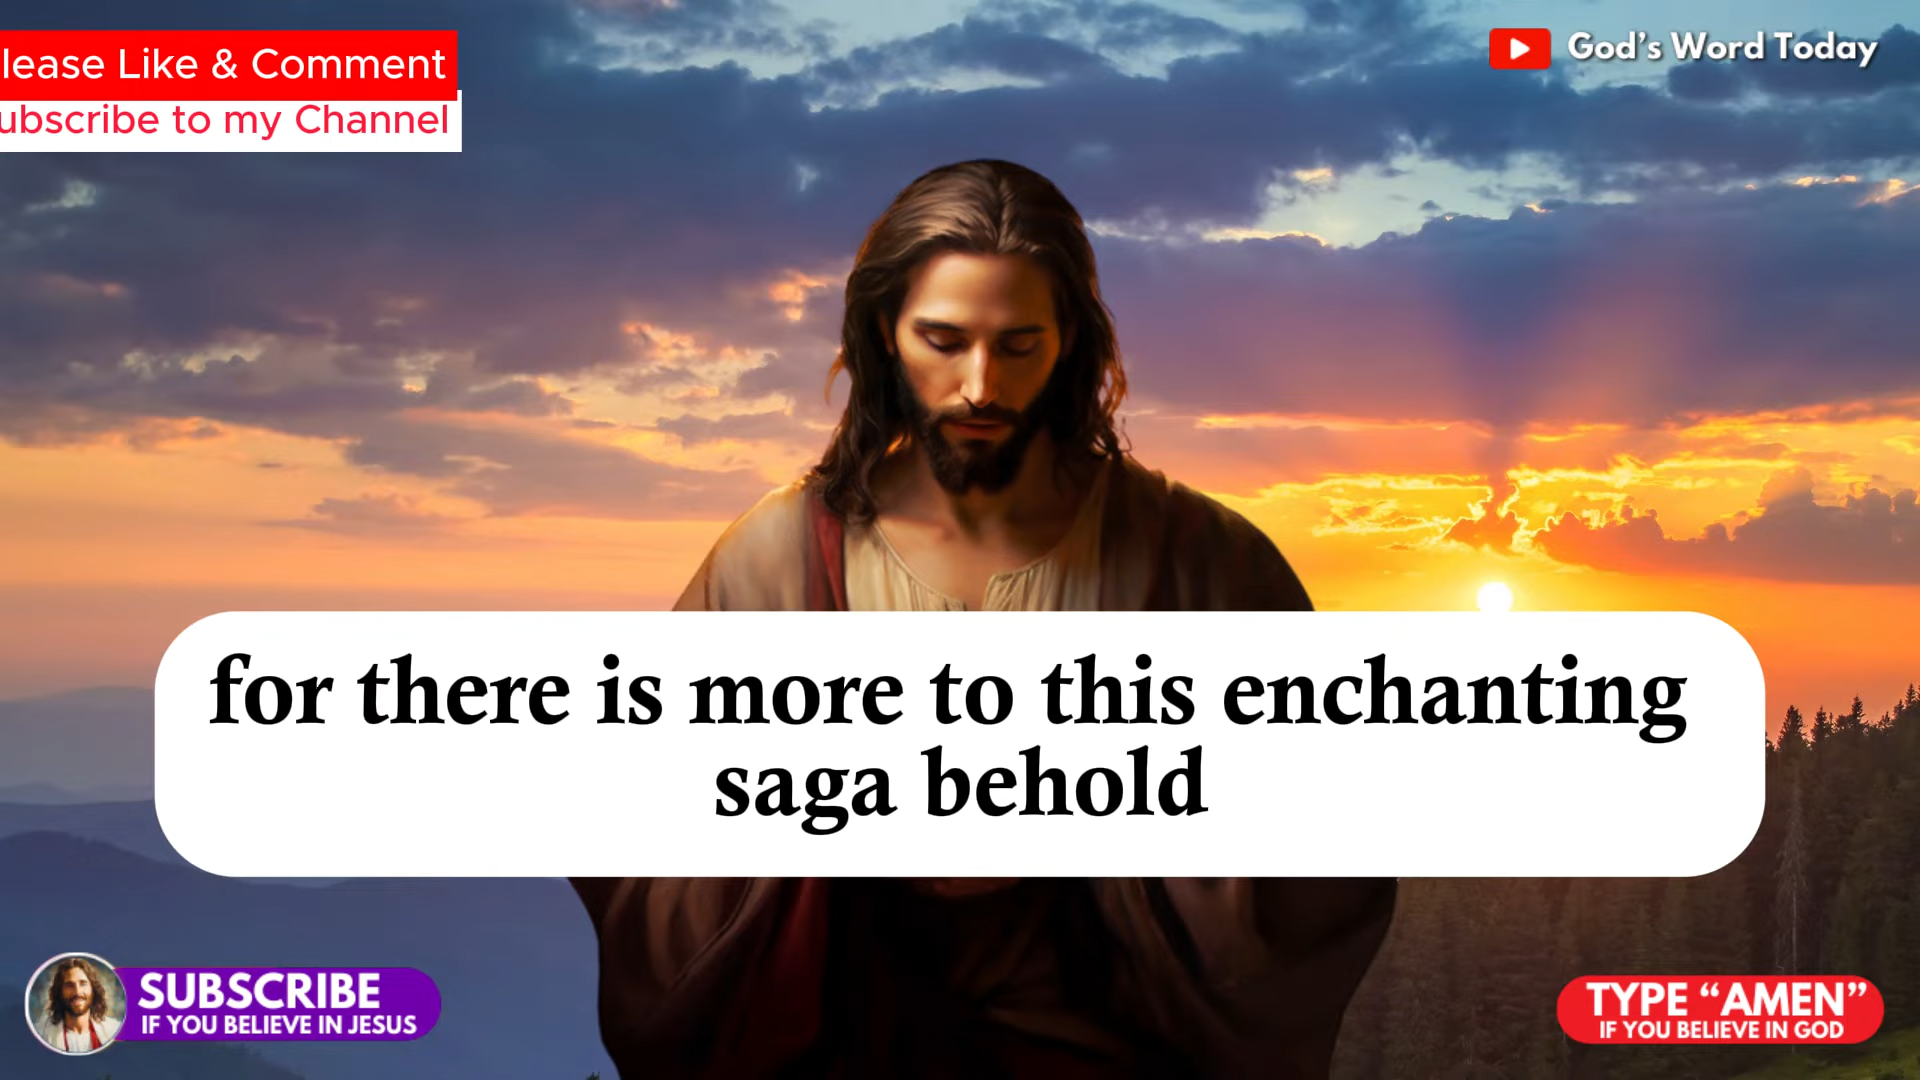 lease Like & Comment
ubscribe to my Channel
God's Word Today
for there is more to this enchanting
saga behold
SUBSCRIBE
IF YOU BELIEVE IN JESUS
TYPE “AMEN”
IF YOU BELIEVE IN GOD